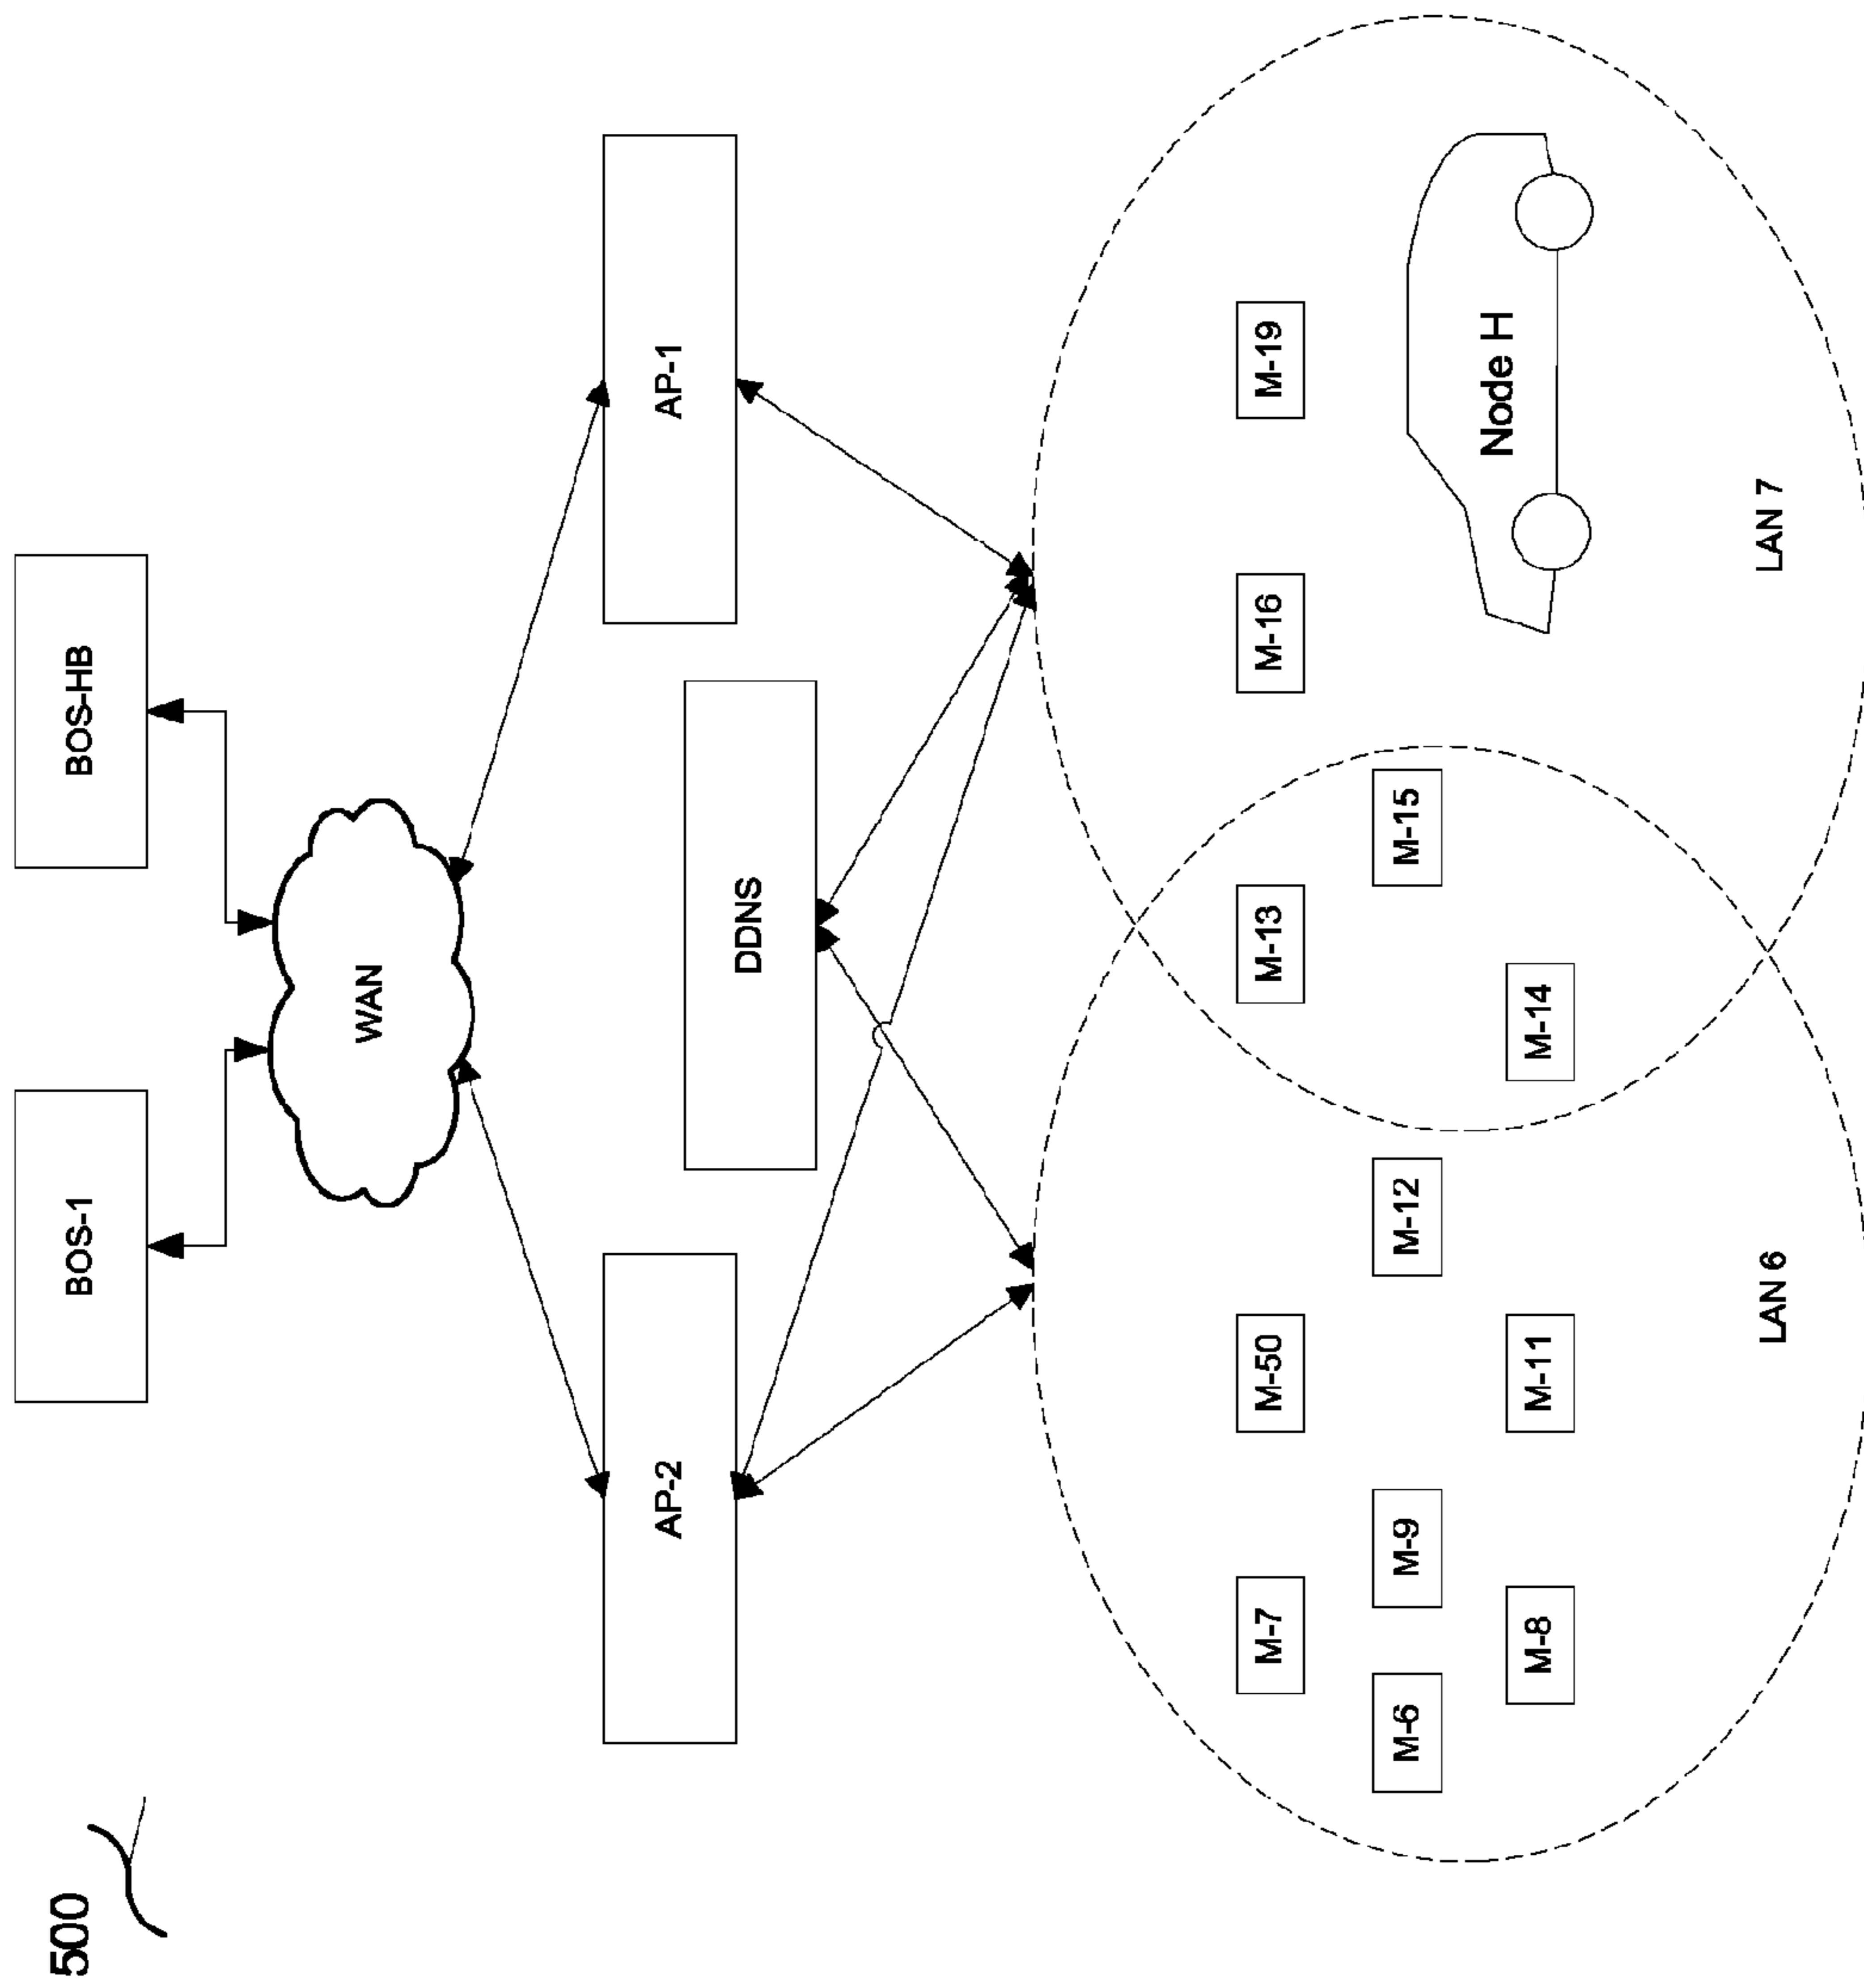 500
BOS-1
BOS-HB
WAN
AP-2
AP-1
DDNS
M-7
M-50
M-13
M-16
M-19
M-6
M-9
M-12
M-15
Node H
M-8
M-11
M-14
LAN 6
LAN 7